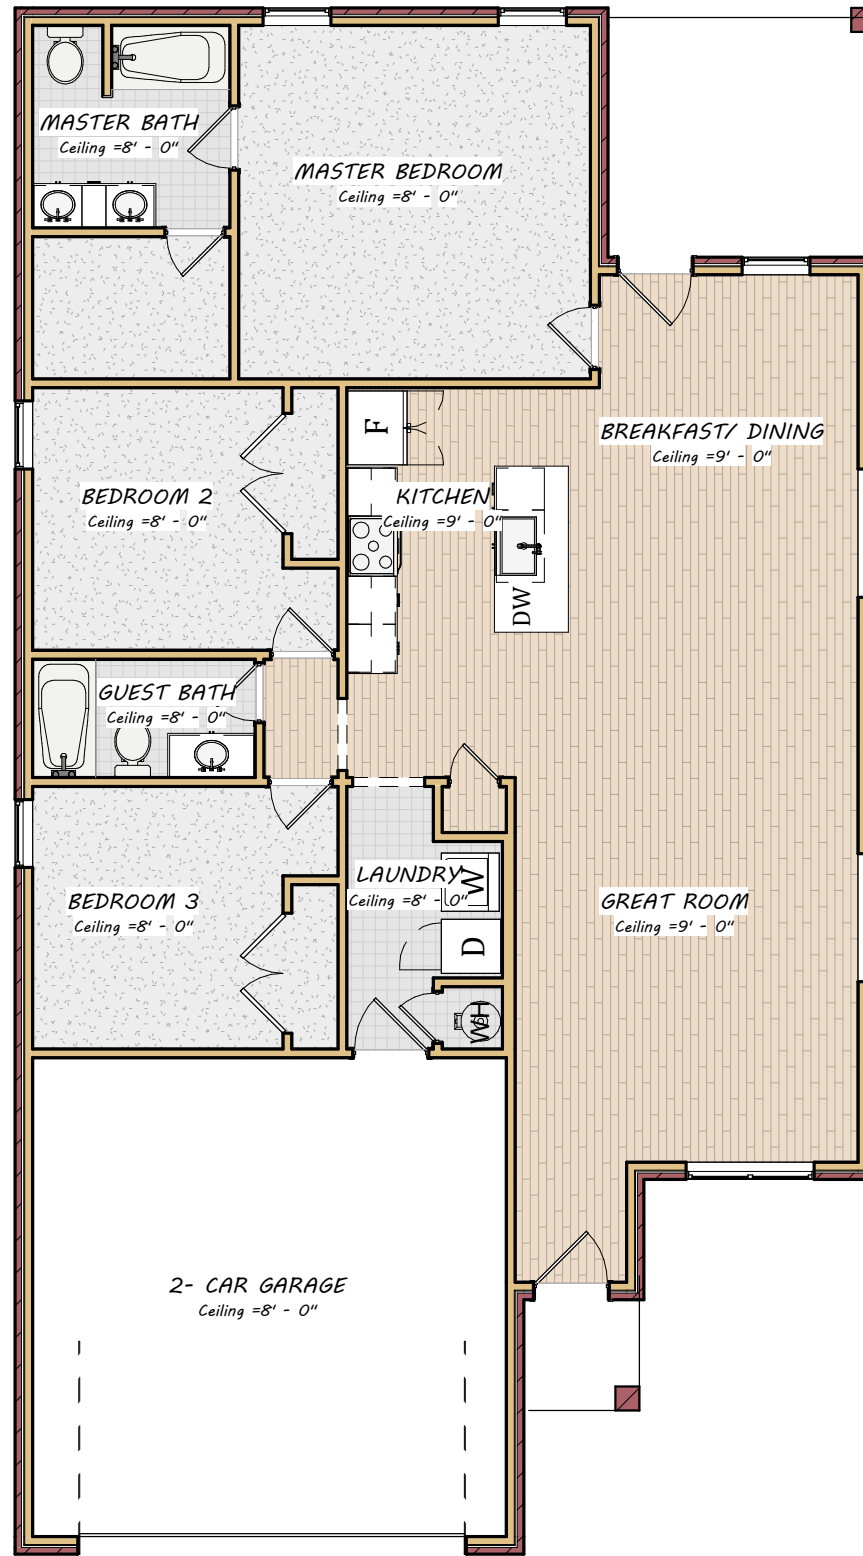 MASTER BATH
Ceiling =8' - 0"
MASTER BEDROOM
Ceiling =8' - 0"
F
BREAKFAST/ DINING
Ceiling =9' - 0"
BEDROOM 2
Ceiling =8' - 0"
KITCHEN
Ceiling =9' - 0"
DW
GUEST BATH
Ceiling =8' - 0"
LAUNDRY
Ceiling =8' - 0"
W
BEDROOM 3
Ceiling =8' - 0"
GREAT ROOM
Ceiling =9' - 0"
D
WH
2- CAR GARAGE
Ceiling =8' - 0"